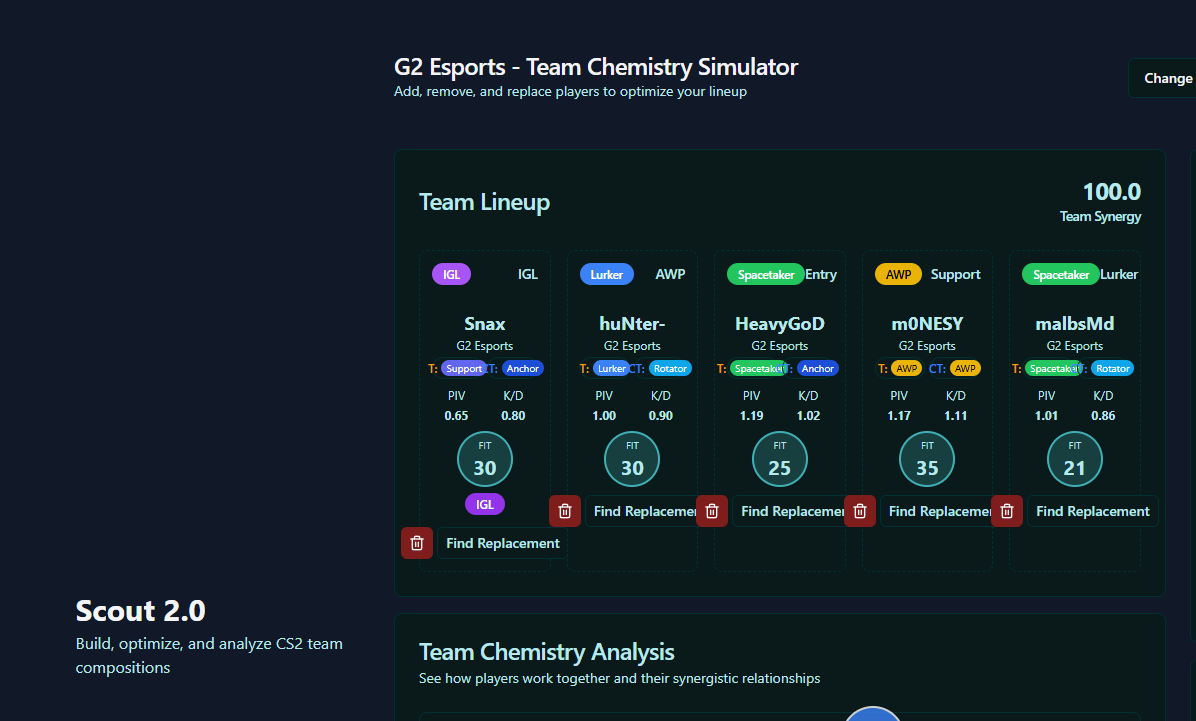 G2 Esports - Team Chemistry Simulator
Add, remove, and replace players to optimize your lineup
Change
Team Lineup
100.0
Team Synergy
IGL IGL
Snax
G2 Esports
T: Support CT: Anchor
PIV K/D
0.65 0.80
FIT
30
IGL
Find Replacement
Lurker AWP
huNter-
G2 Esports
T: Lurker CT: Rotator
PIV K/D
1.00 0.90
FIT
30
Find Replacemen
Spacetaker Entry
HeavyGoD
G2 Esports
T: Spacetaker CT: Anchor
PIV K/D
1.19 1.02
FIT
25
Find Replacemen
AWP Support
m0NESY
G2 Esports
T: AWP CT: AWP
PIV K/D
1.17 1.11
FIT
35
Find Replacemen
Spacetaker Lurker
malbsMd
G2 Esports
T: Spacetaker CT: Rotator
PIV K/D
1.01 0.86
FIT
21
Find Replacement
Scout 2.0
Build, optimize, and analyze CS2 team
compositions
Team Chemistry Analysis
See how players work together and their synergistic relationships